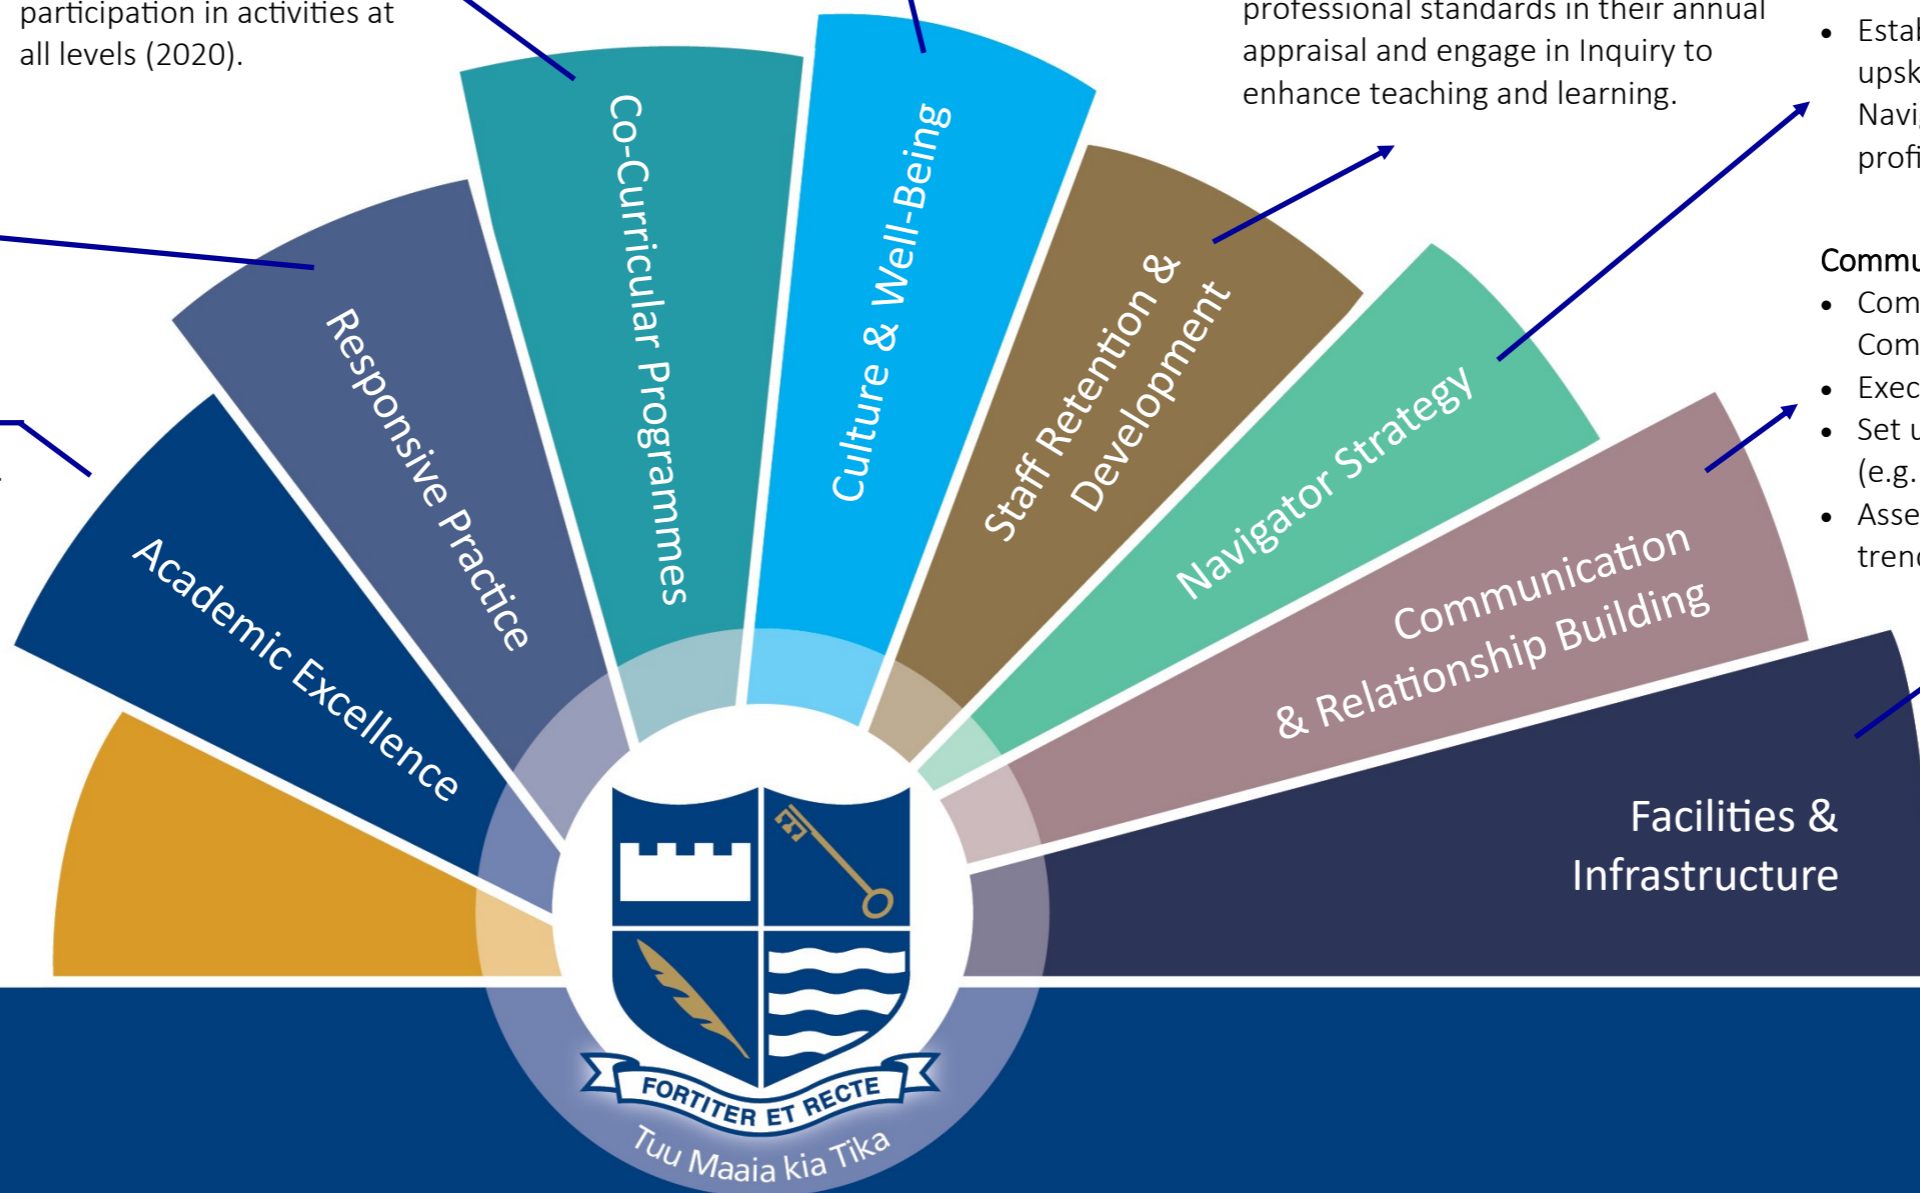 participation in activities at
all levels (2020).
professional standards in their annual
appraisal and engage in Inquiry to
enhance teaching and learning.
Academic Excellence
Responsive Practice
Co-Curricular Programmes
Culture & Well-Being
Staff Retention &
Development
Navigator Strategy
Communication
& Relationship Building
Facilities &
Infrastructure
• Set
(e.g.
FORTITER ET RECTE
Tuu Maaia kia Tika